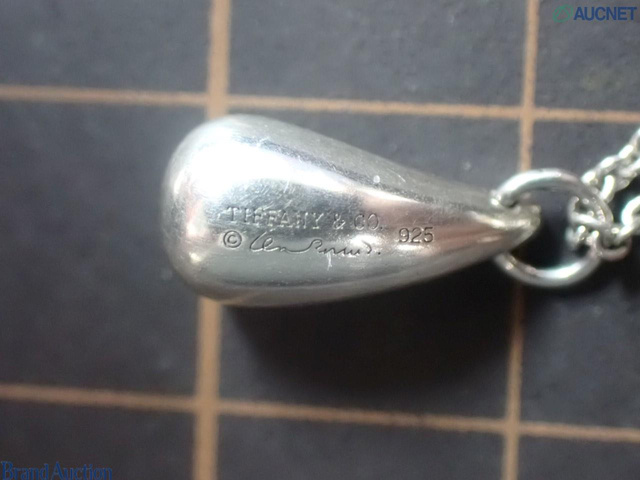 AUCNET
TIFFANY & CO. 925
©
Brand Auction